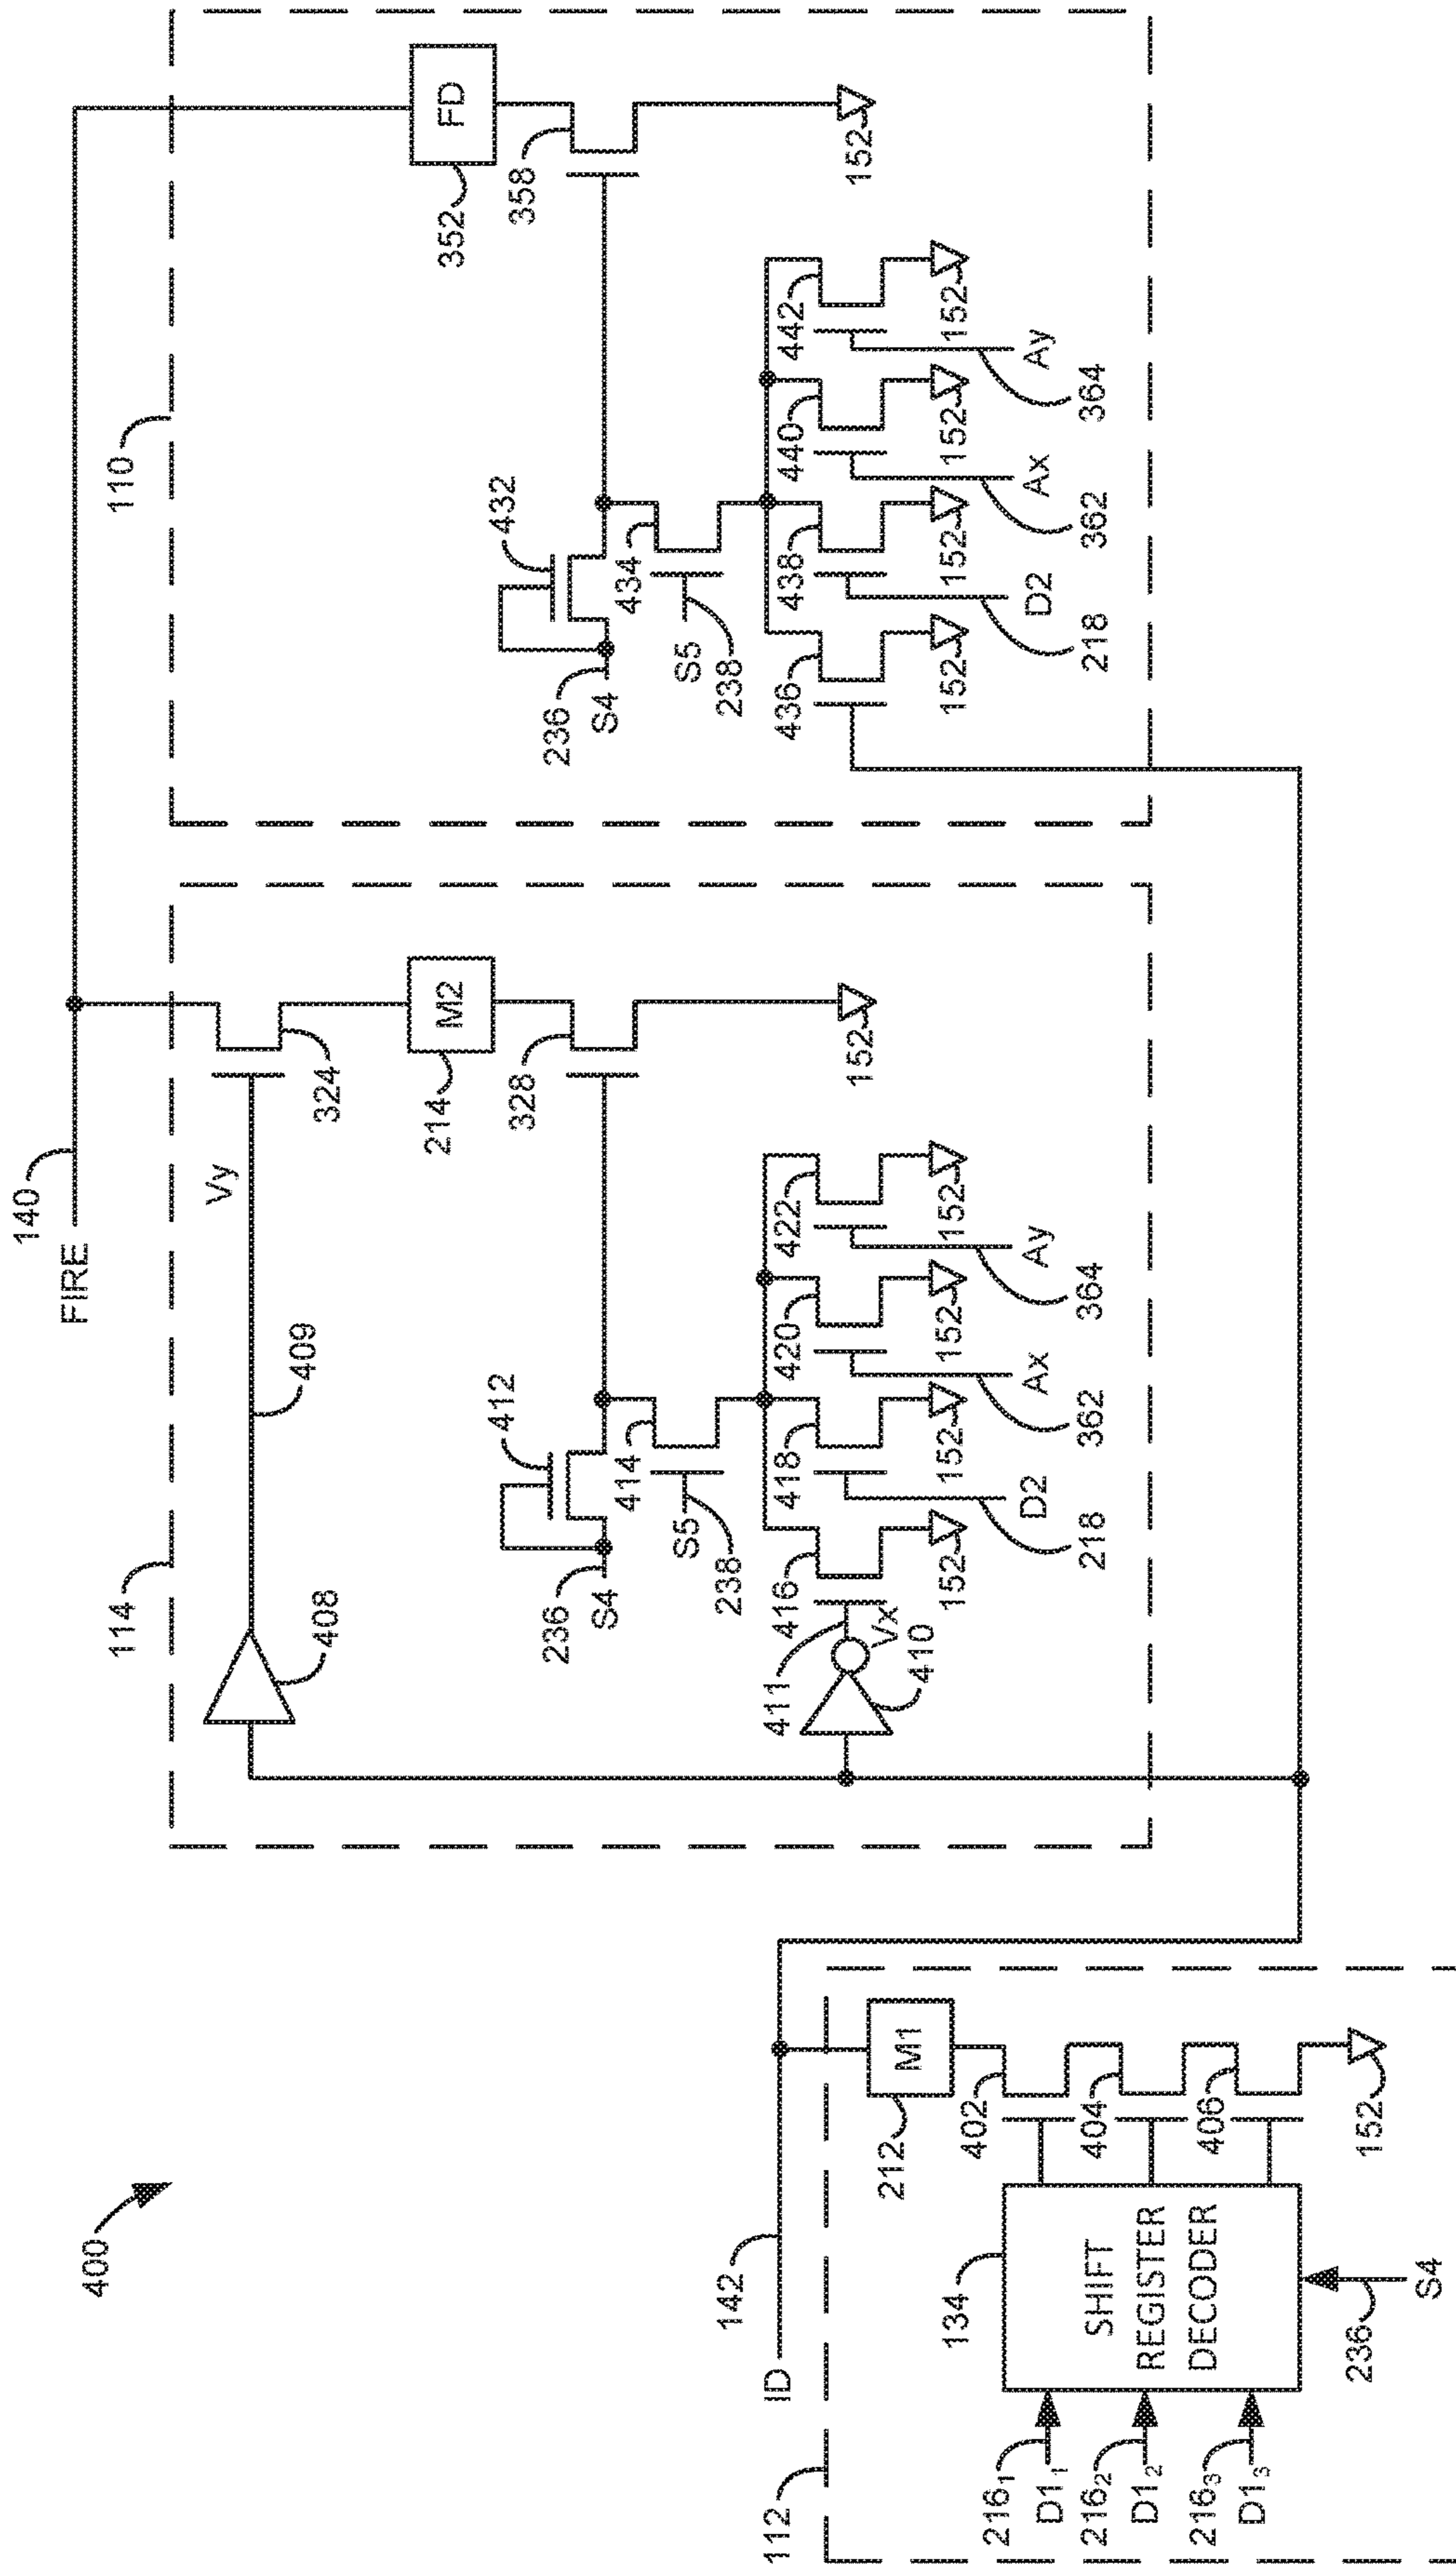 400
FIRE
140
114
110
408
409
Vy
324
M2
214
328
152
412
236
S4
414
S5
238
411
Vx
410
416
418
420
422
152
152
152
152
D2
218
Ax
362
Ay
364
FD
352
358
152
432
236
S4
434
S5
238
436
438
440
442
152
152
152
152
D2
218
Ax
362
Ay
364
ID
142
112
M1
212
402
404
406
152
134
SHIFT
REGISTER
DECODER
216₁
D1₁
216₂
D1₂
216₃
D1₃
236
S4